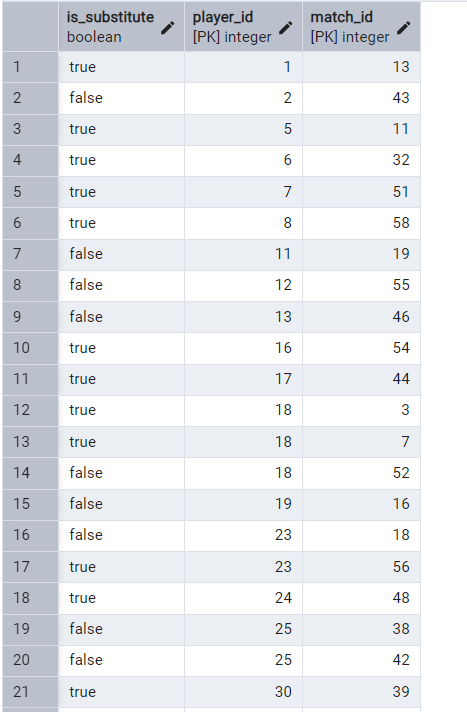 is_substitute player_id match_id
boolean [PK] integer [PK] integer
1 true 1 13
2 false 2 43
3 true 5 11
4 true 6 32
5 true 7 51
6 true 8 58
7 false 11 19
8 false 12 55
9 false 13 46
10 true 16 54
11 true 17 44
12 true 18 3
13 true 18 7
14 false 18 52
15 false 19 16
16 false 23 18
17 true 23 56
18 true 24 48
19 false 25 38
20 false 25 42
21 true 30 39